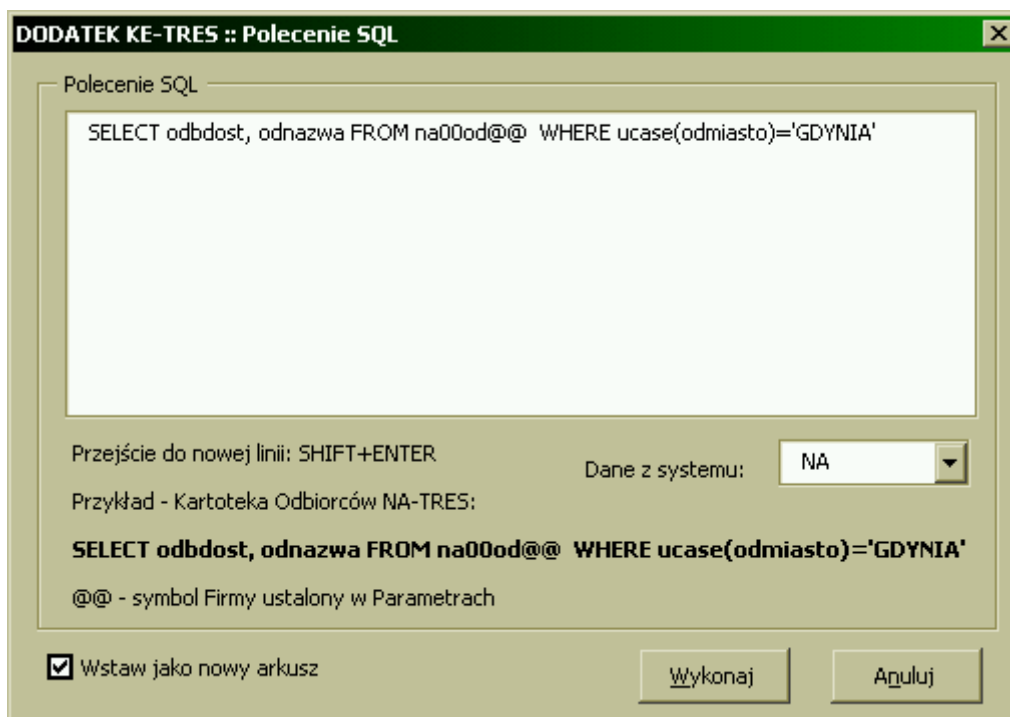 DODATEK KE-TRES :: Polecenie SQL
Polecenie SQL
SELECT odbdost, odnazwa FROM na00od@@  WHERE ucase(odmiasto)='GDYNIA'
Przejście do nowej linii: SHIFT+ENTER
Dane z systemu: NA
Przykład - Kartoteka Odbiorców NA-TRES:
SELECT odbdost, odnazwa FROM na00od@@  WHERE ucase(odmiasto)='GDYNIA'
@@ - symbol Firmy ustalony w Parametrach
Wstaw jako nowy arkusz
Wykonaj
Anuluj